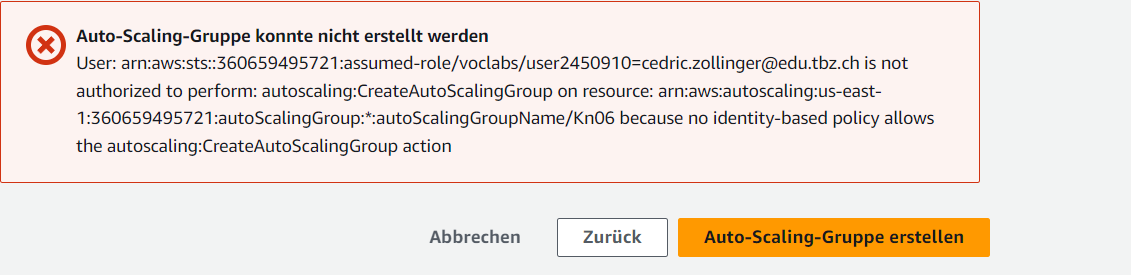 Auto-Scaling-Gruppe konnte nicht erstellt werden
User: arn:aws:sts::360659495721:assumed-role/voclabs/user2450910=cedric.zollinger@edu.tbz.ch is not
authorized to perform: autoscaling:CreateAutoScalingGroup on resource: arn:aws:autoscaling:us-east-
1:360659495721:autoScalingGroup:*:autoScalingGroupName/Kn06 because no identity-based policy allows
the autoscaling:CreateAutoScalingGroup action
Abbrechen Zurück Auto-Scaling-Gruppe erstellen